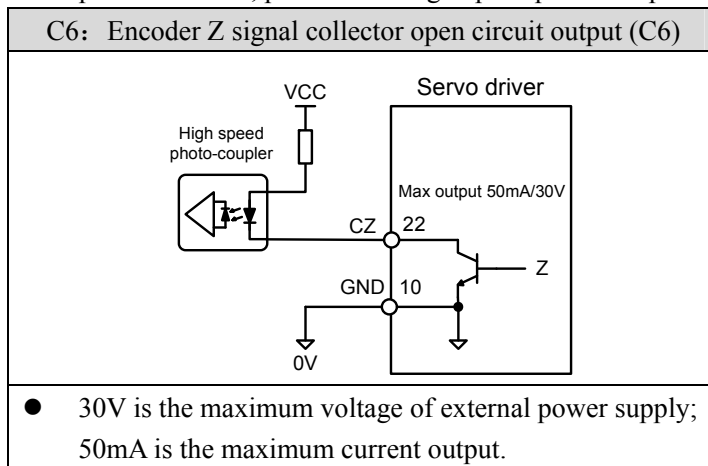 C6：Encoder Z signal collector open circuit output (C6)
VCC
Servo driver
High speed
photo-coupler
Max output 50mA/30V
CZ 22
Z
GND 10
0V
● 30V is the maximum voltage of external power supply;
50mA is the maximum current output.